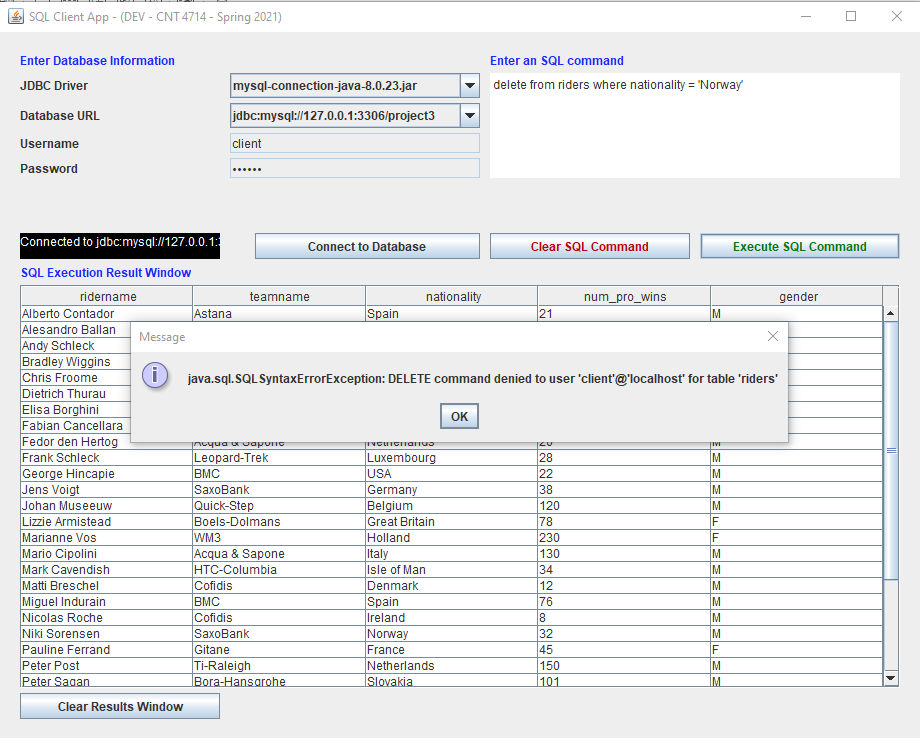 SQL Client App - (DEV - CNT 4714 - Spring 2021)
Enter Database Information
Enter an SQL command
JDBC Driver
mysql-connection-java-8.0.23.jar
delete from riders where nationality = 'Norway'
Database URL
jdbc:mysql://127.0.0.1:3306/project3
Username
client
Password
••••••
Connected to jdbc:mysql://127.0.0.1:
Connect to Database
Clear SQL Command
Execute SQL Command
SQL Execution Result Window
ridername teamname nationality num_pro_wins gender
Alberto Contador Astana Spain 21 M
Alesandro Ballan
Andy Schleck
Bradley Wiggins
Chris Froome
Dietrich Thurau
Elisa Borghini
Fabian Cancellara
Message
java.sql.SQLSyntaxErrorException: DELETE command denied to user 'client'@'localhost' for table 'riders'
OK
Fedor den Hertog Acqua & Sapone Netherlands 20 M
Frank Schleck Leopard-Trek Luxembourg 28 M
George Hincapie BMC USA 22 M
Jens Voigt SaxoBank Germany 38 M
Johan Museeuw Quick-Step Belgium 120 M
Lizzie Armistead Boels-Dolmans Great Britain 78 F
Marianne Vos WM3 Holland 230 F
Mario Cipolini Acqua & Sapone Italy 130 M
Mark Cavendish HTC-Columbia Isle of Man 34 M
Matti Breschel Cofidis Denmark 12 M
Miguel Indurain BMC Spain 76 M
Nicolas Roche Cofidis Ireland 8 M
Niki Sorensen SaxoBank Norway 32 M
Pauline Ferrand Gitane France 45 F
Peter Post Ti-Raleigh Netherlands 150 M
Peter Sagan Bora-Hansgrohe Slovakia 101 M
Clear Results Window